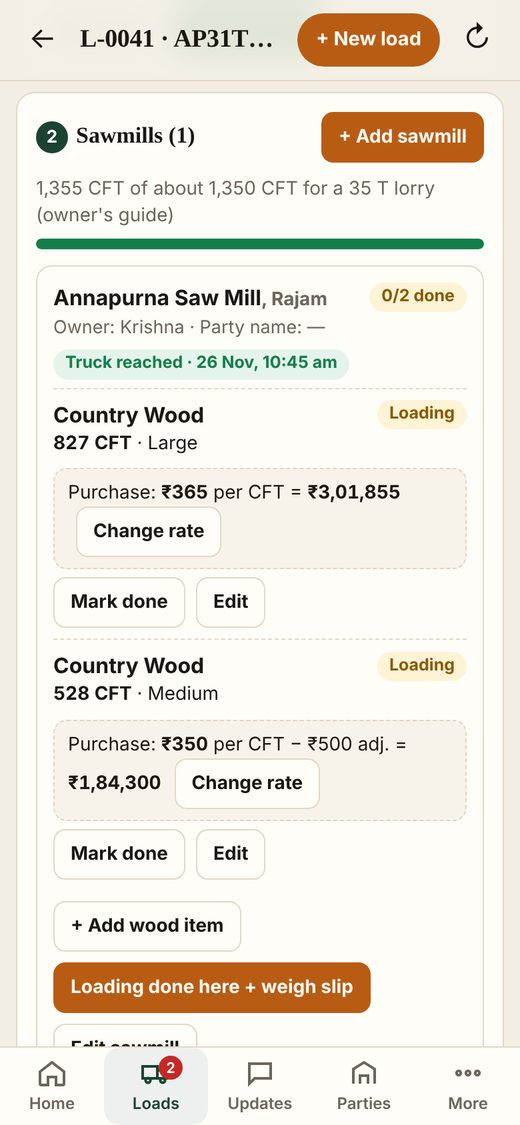 L-0041 · AP31T…
+ New load
2 Sawmills (1)
+ Add sawmill
1,355 CFT of about 1,350 CFT for a 35 T lorry
(owner's guide)
Annapurna Saw Mill, Rajam
0/2 done
Owner: Krishna · Party name: —
Truck reached · 26 Nov, 10:45 am
Country Wood
Loading
827 CFT · Large
Purchase: ₹365 per CFT = ₹3,01,855
Change rate
Mark done
Edit
Country Wood
Loading
528 CFT · Medium
Purchase: ₹350 per CFT − ₹500 adj. =
₹1,84,300
Change rate
Mark done
Edit
+ Add wood item
Loading done here + weigh slip
Edit sawmill
2
Home
Loads
Updates
Parties
More